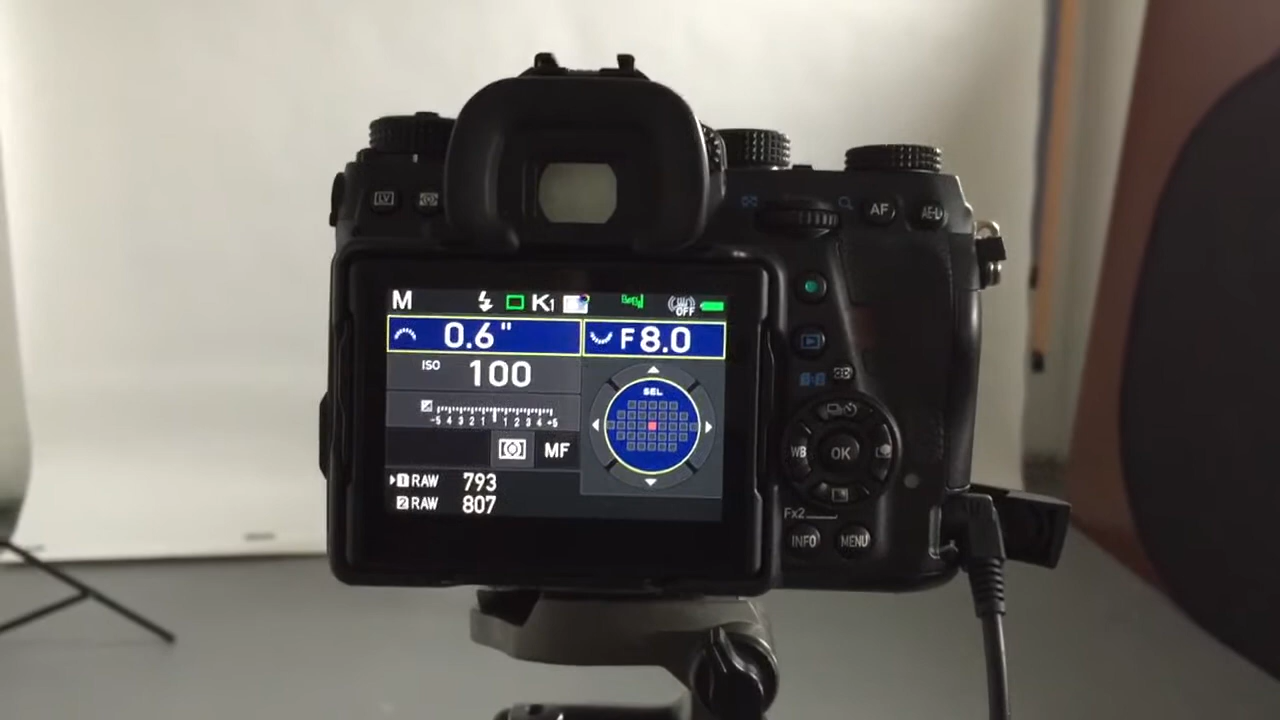 LV
AF
AE-L
M K1 OFF
0.6" F8.0
ISO 100
SEL
-5 4 3 2 1 1 2 3 4 +5
MF
1 RAW 793
2 RAW 807
WB OK
Fx2
INFO MENU